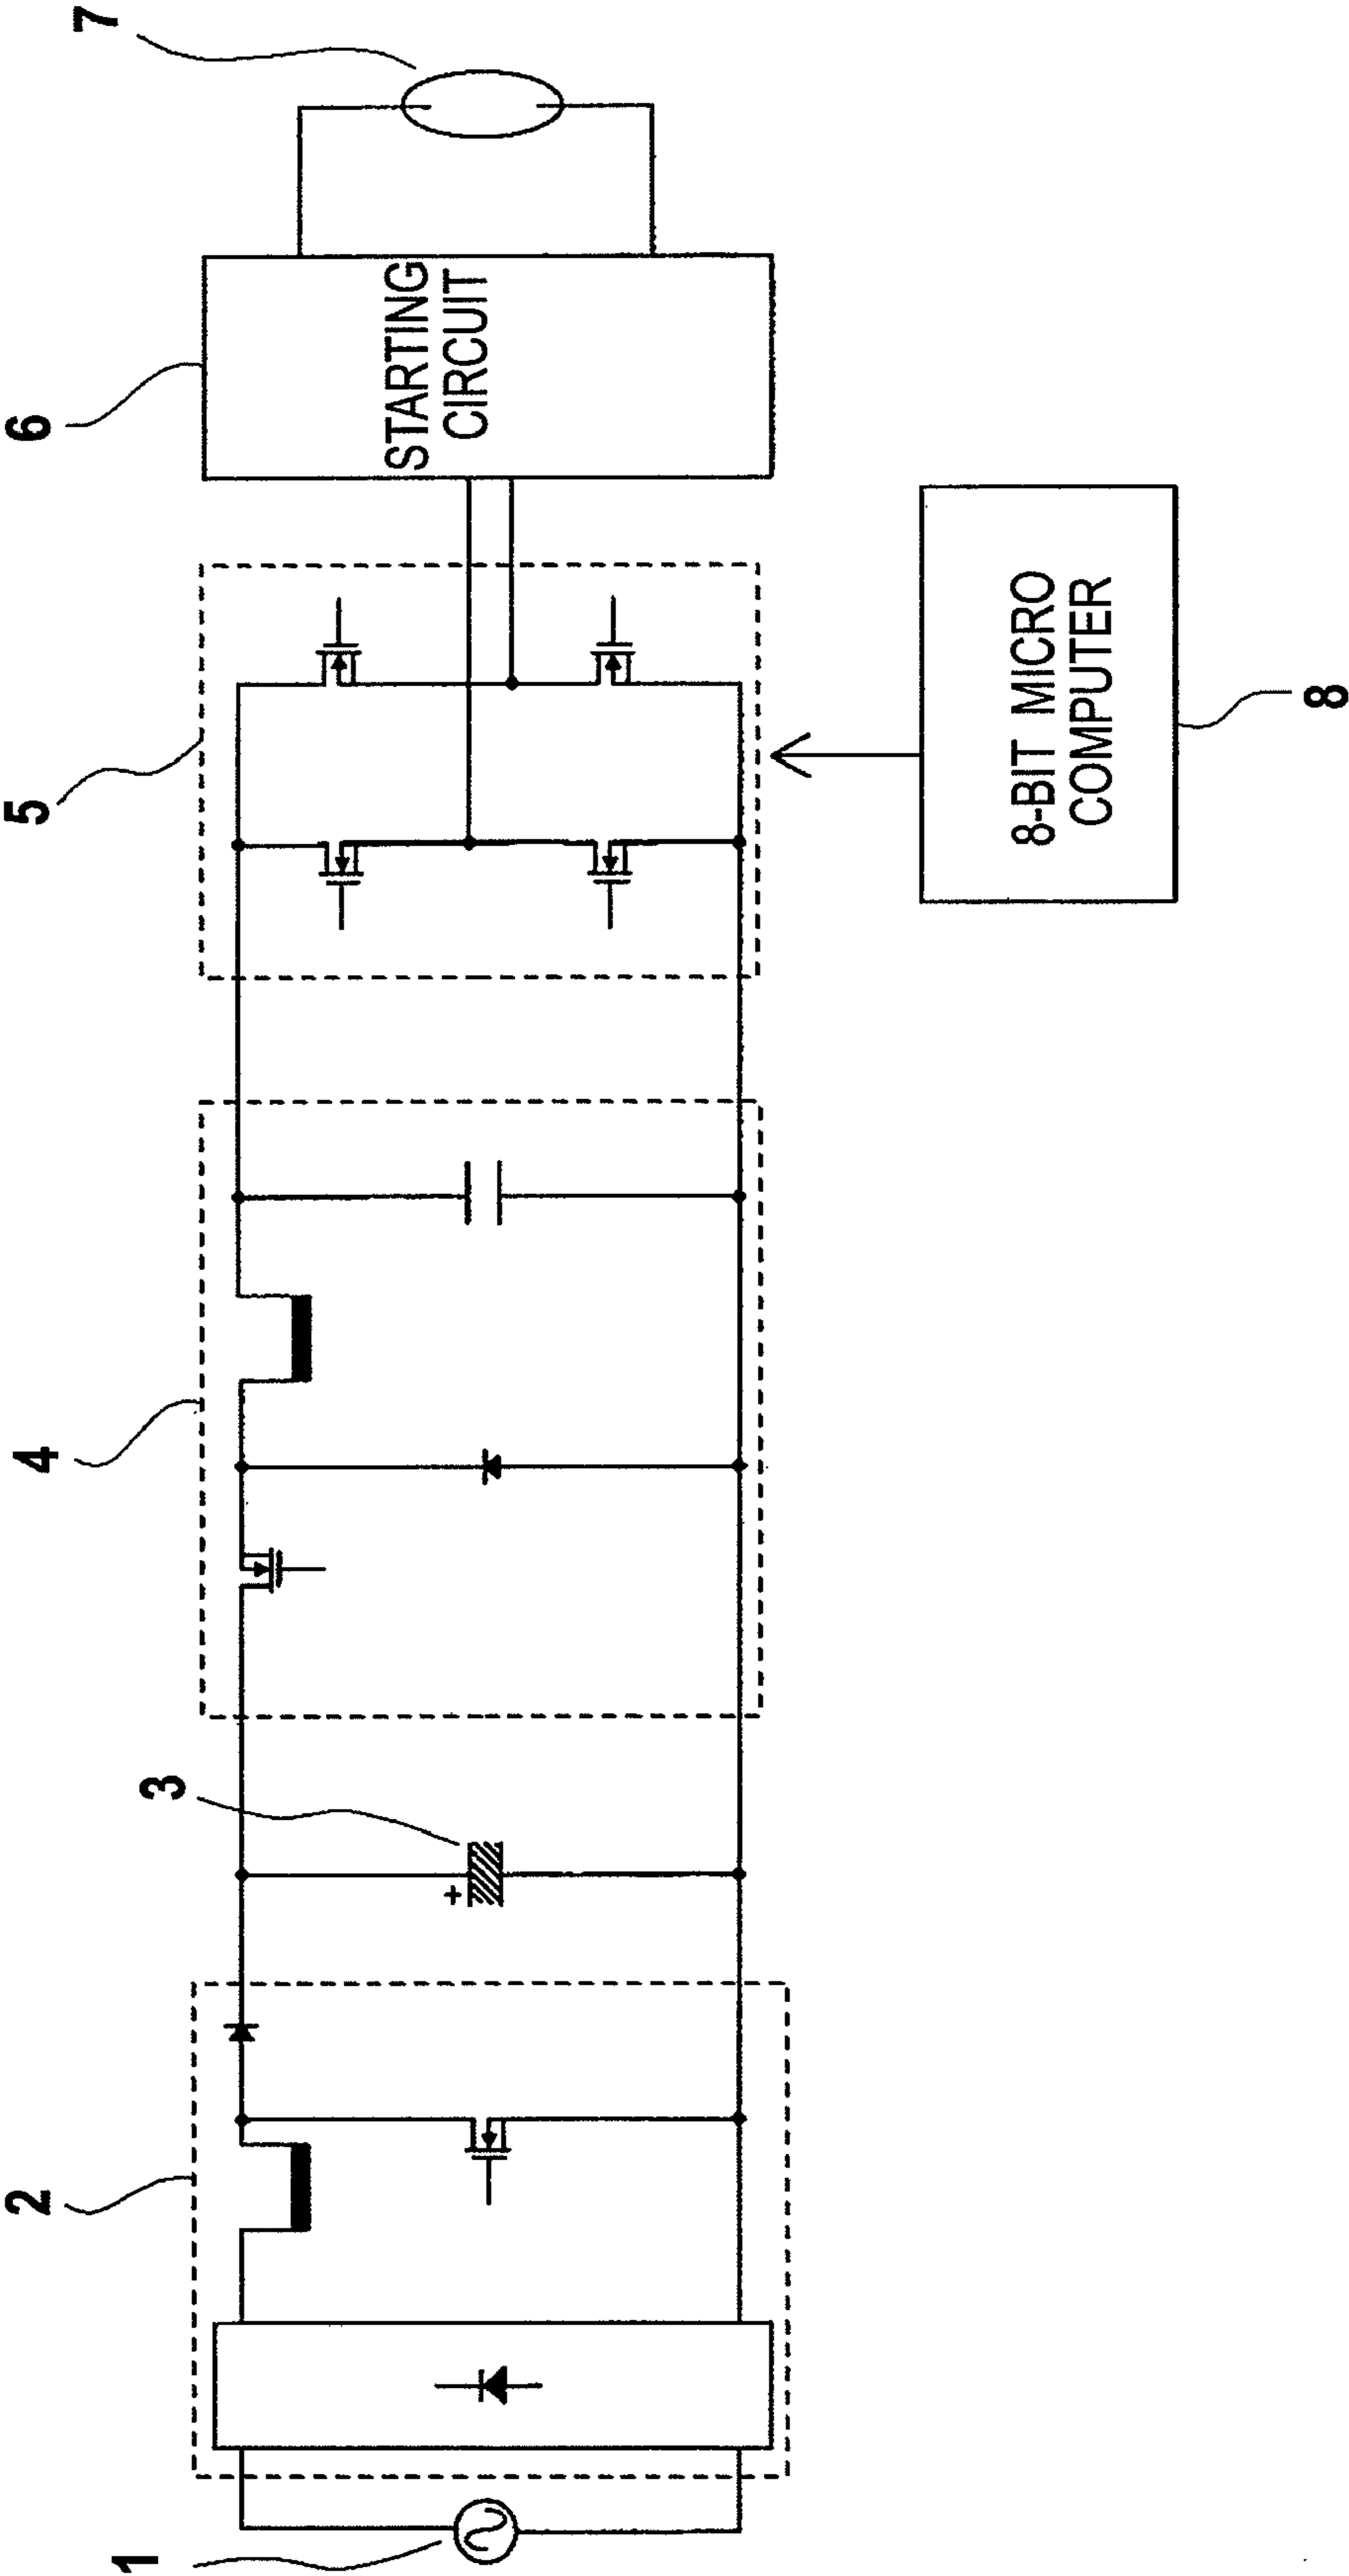 1
2
3
4
5
6
7
STARTING
CIRCUIT
+
8-BIT MICRO
COMPUTER
8